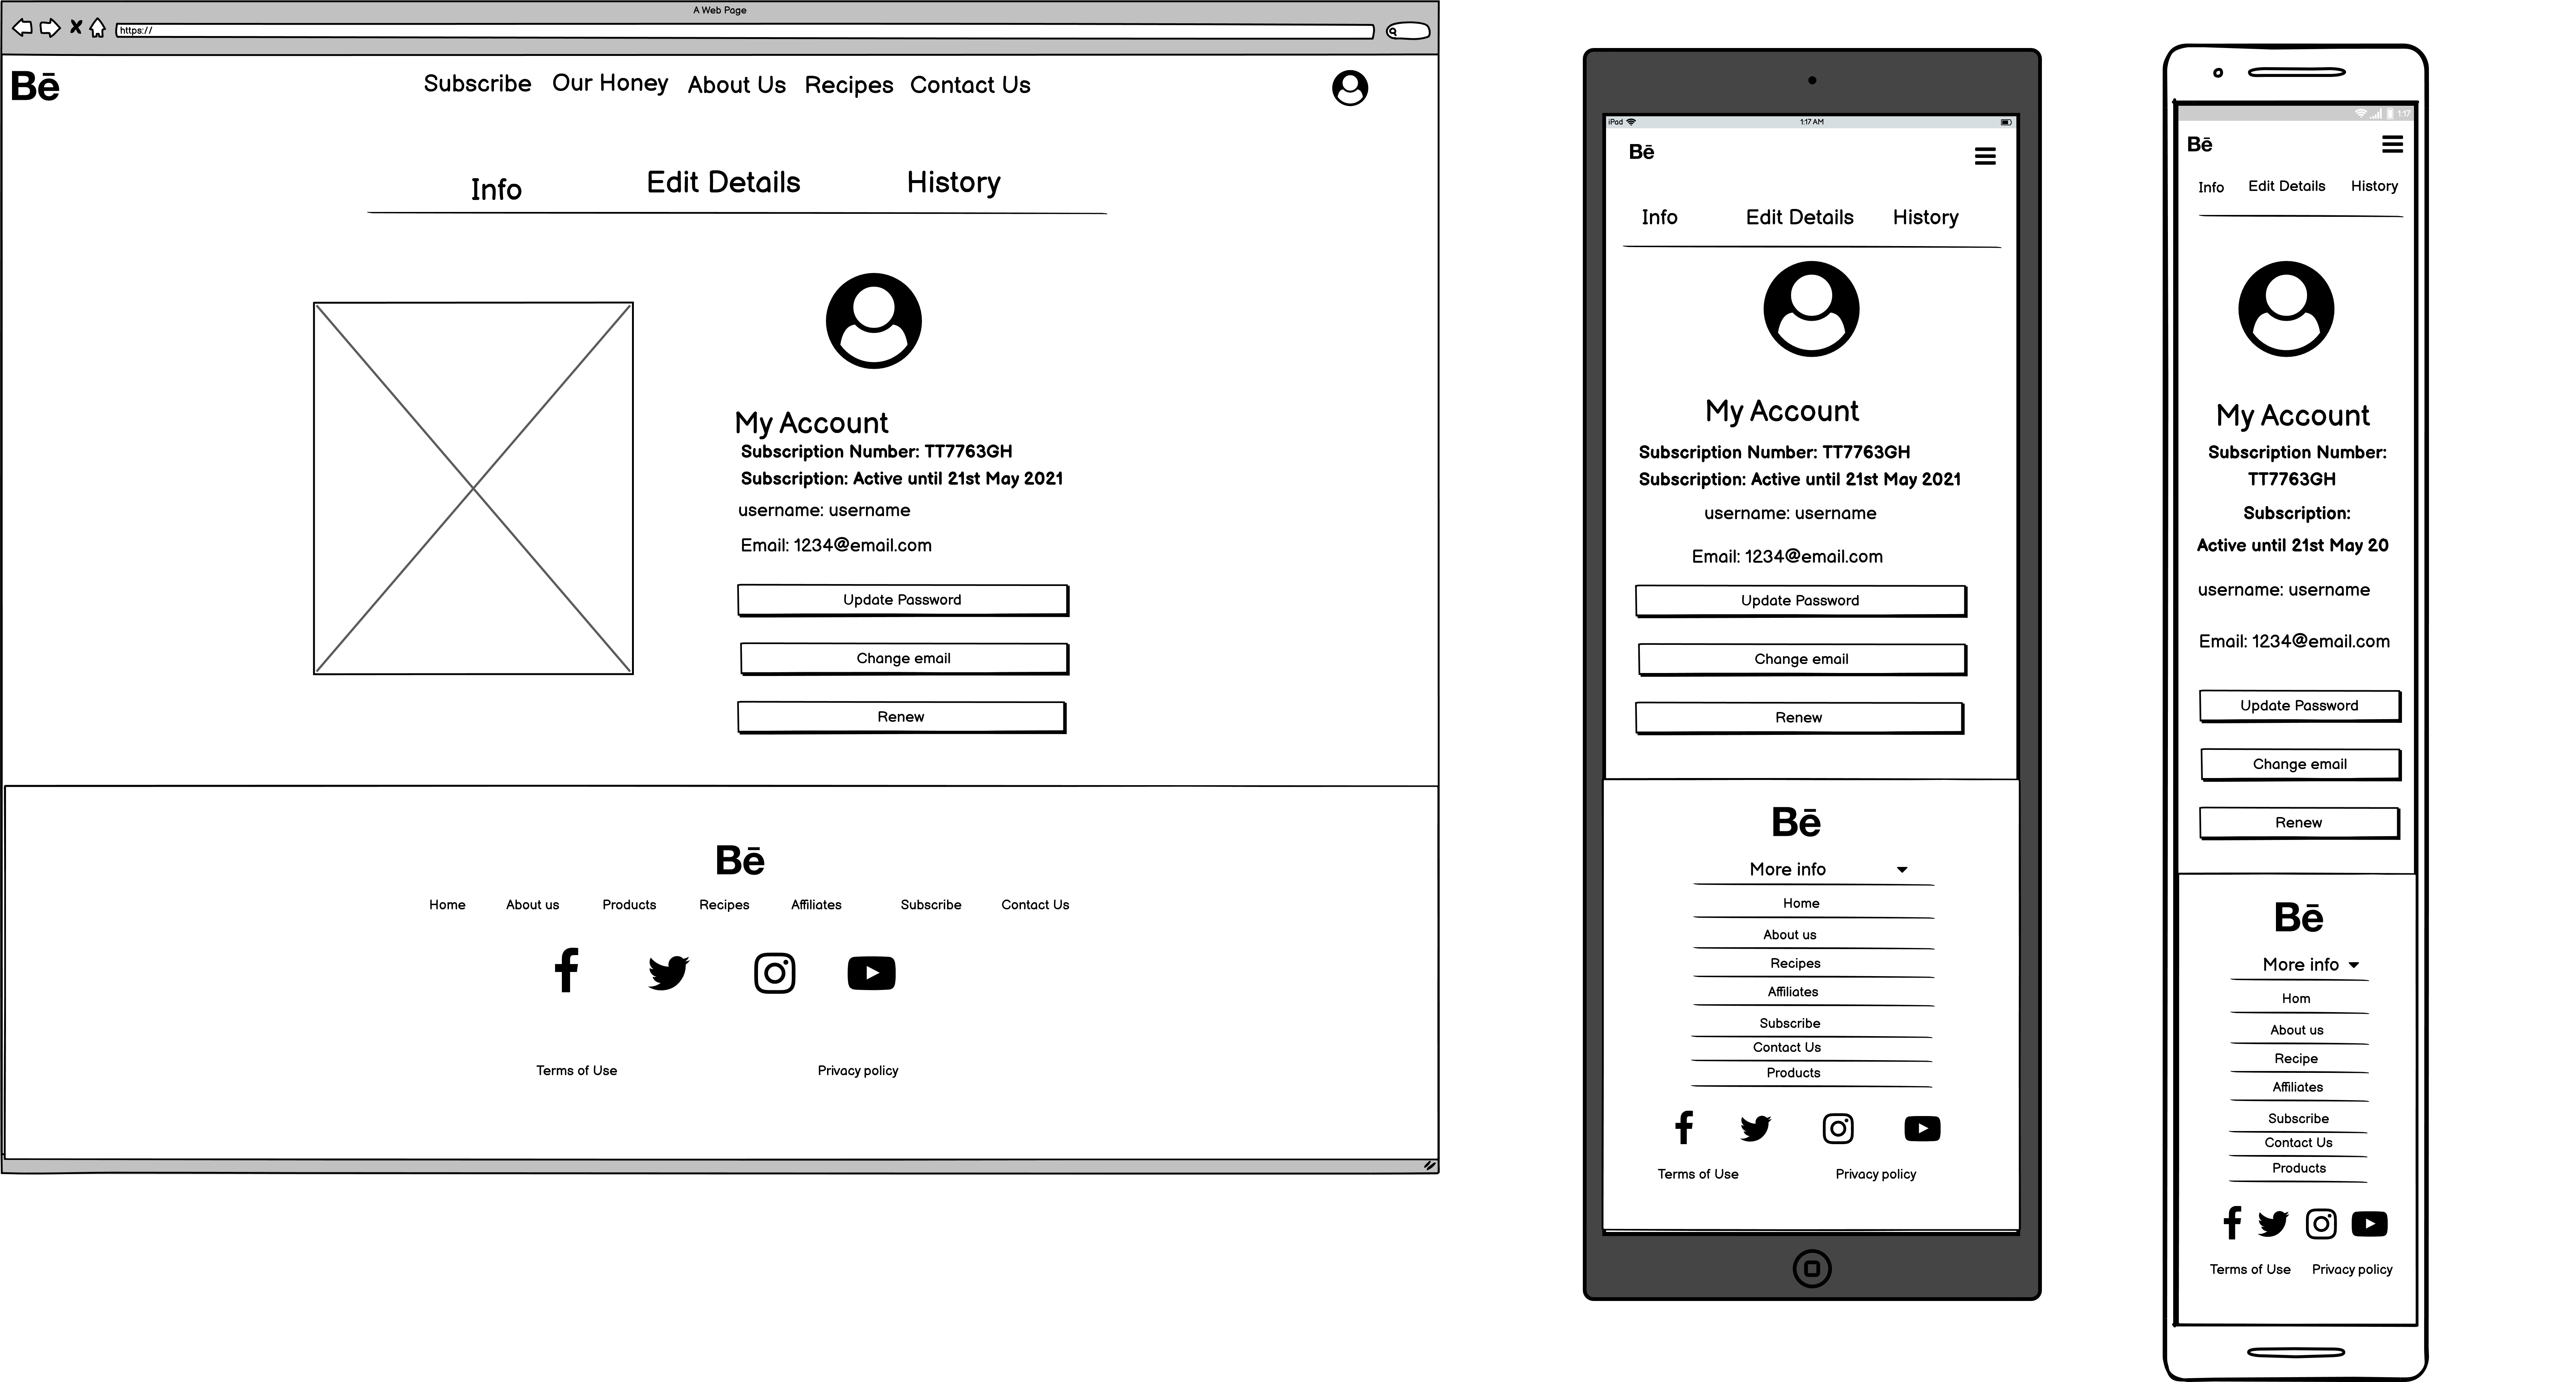 A Web Page
https://
Bē
Subscribe Our Honey About Us Recipes Contact Us
Info Edit Details History
My Account
Subscription Number: TT7763GH
Subscription: Active until 21st May 2021
username: username
Email: 1234@email.com
Update Password
Change email
Renew
Bē
Home About us Products Recipes Affiliates Subscribe Contact Us
Terms of Use Privacy policy
iPad 1:17 AM
Bē
Info Edit Details History
My Account
Subscription Number: TT7763GH
Subscription: Active until 21st May 2021
username: username
Email: 1234@email.com
Update Password
Change email
Renew
Bē
More info
Home
About us
Recipes
Affiliates
Subscribe
Contact Us
Products
Terms of Use Privacy policy
1:17
Bē
Info Edit Details History
My Account
Subscription Number:
TT7763GH
Subscription:
Active until 21st May 20
username: username
Email: 1234@email.com
Update Password
Change email
Renew
Bē
More info
Hom
About us
Recipe
Affiliates
Subscribe
Contact Us
Products
Terms of Use Privacy policy